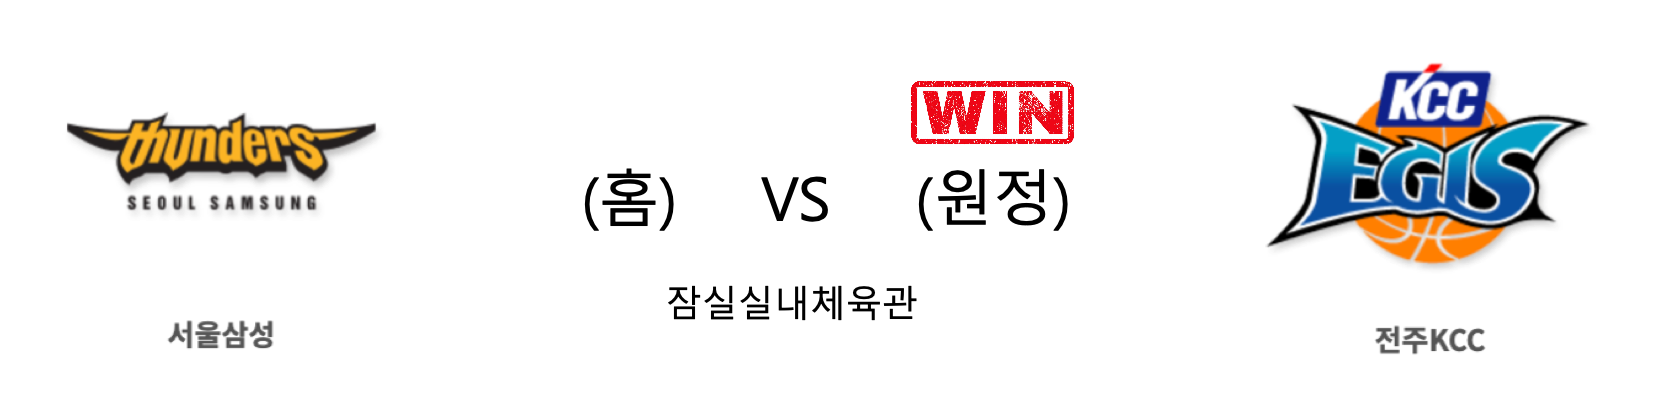 thunders
SEOUL SAMSUNG
서울삼성
WIN
(홈) VS (원정)
잠실실내체육관
KCC
EGIS
전주KCC